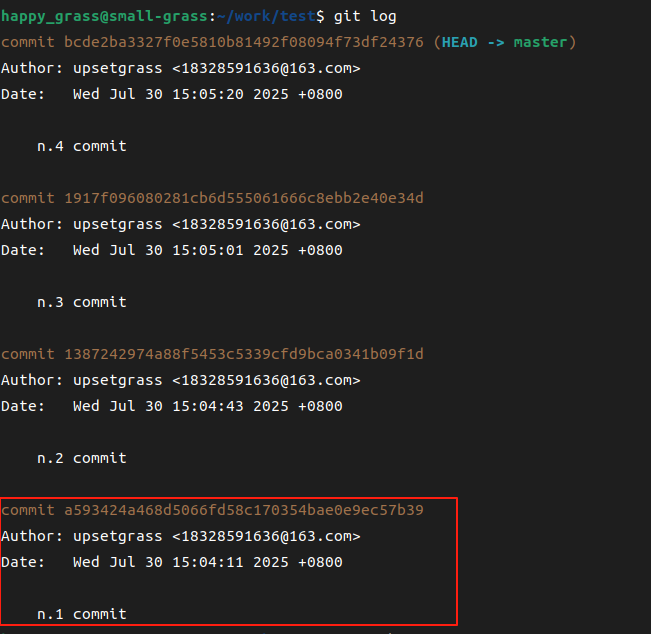 happy_grass@small-grass:~/work/test$ git log
commit bcde2ba3327f0e5810b81492f08094f73df24376 (HEAD -> master)
Author: upsetgrass <18328591636@163.com>
Date:   Wed Jul 30 15:05:20 2025 +0800
n.4 commit
commit 1917f096080281cb6d555061666c8ebb2e40e34d
Author: upsetgrass <18328591636@163.com>
Date:   Wed Jul 30 15:05:01 2025 +0800
n.3 commit
commit 1387242974a88f5453c5339cfd9bca0341b09f1d
Author: upsetgrass <18328591636@163.com>
Date:   Wed Jul 30 15:04:43 2025 +0800
n.2 commit
commit a593424a468d5066fd58c170354bae0e9ec57b39
Author: upsetgrass <18328591636@163.com>
Date:   Wed Jul 30 15:04:11 2025 +0800
n.1 commit